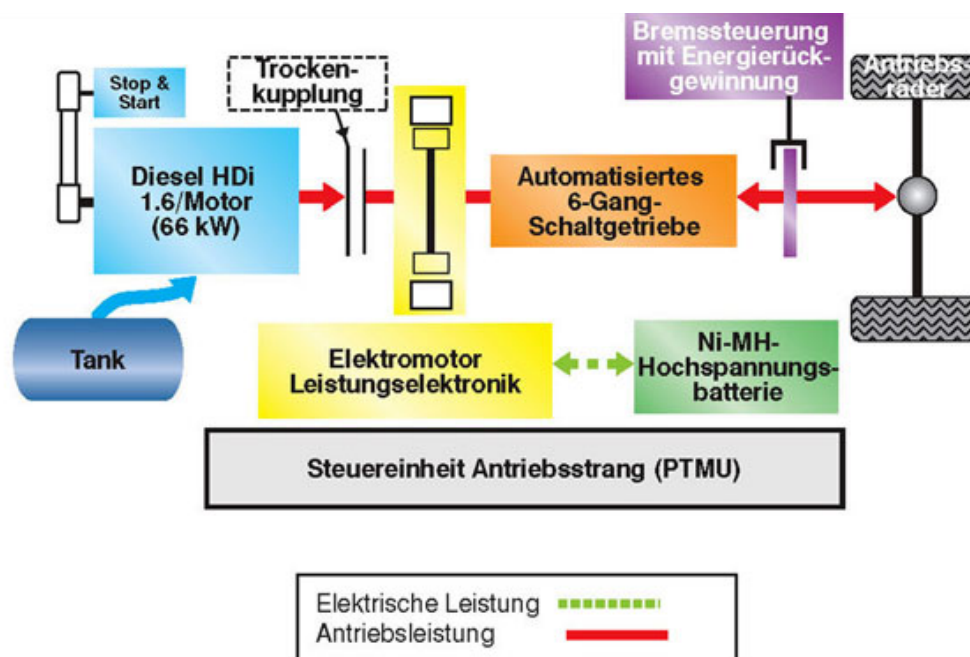 Bremssteuerung
mit Energierück-
gewinnung
Antriebs-
räder
Trocken-
kupplung
Stop &
Start
Diesel HDi
1.6/Motor
(66 kW)
Automatisiertes
6-Gang-
Schaltgetriebe
Tank
Elektromotor
Leistungselektronik
Ni-MH-
Hochspannungs-
batterie
Steuereinheit Antriebsstrang (PTMU)
Elektrische Leistung
Antriebsleistung